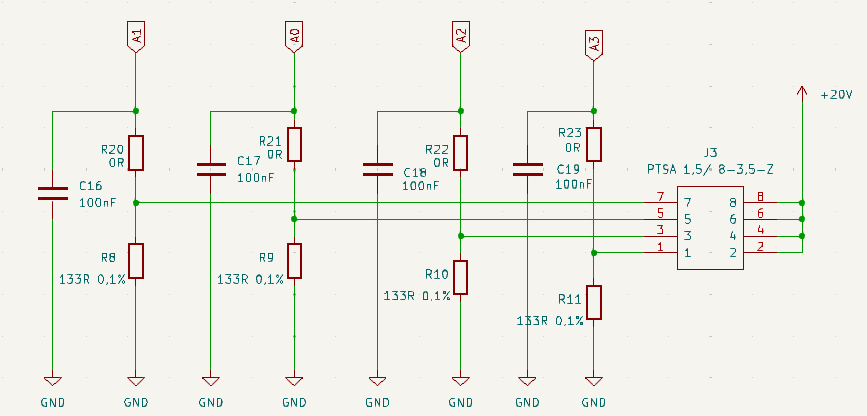 A1
A0
A2
A3
+20V
R20
0R
R21
0R
R22
0R
R23
0R
J3
PTSA 1,5/ 8-3,5-Z
C16
100nF
C17
100nF
C18
100nF
C19
100nF
7 7 8 8
5 5 6 6
3 3 4 4
1 1 2 2
R8
133R 0,1%
R9
133R 0,1%
R10
133R 0,1%
R11
133R 0,1%
GND GND GND GND GND GND GND GND